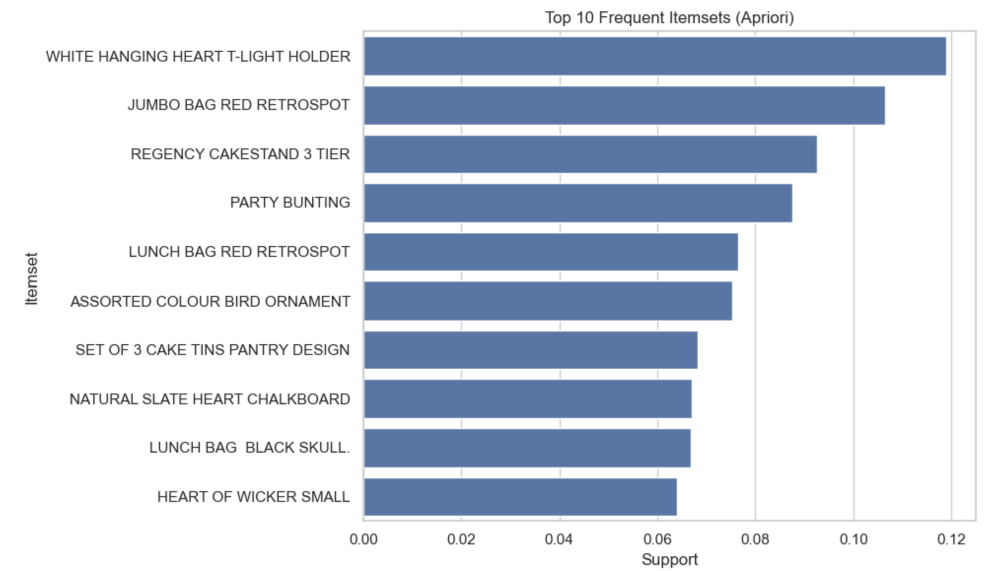 Top 10 Frequent Itemsets (Apriori)
WHITE HANGING HEART T-LIGHT HOLDER
JUMBO BAG RED RETROSPOT
REGENCY CAKESTAND 3 TIER
PARTY BUNTING
LUNCH BAG RED RETROSPOT
ASSORTED COLOUR BIRD ORNAMENT
SET OF 3 CAKE TINS PANTRY DESIGN
NATURAL SLATE HEART CHALKBOARD
LUNCH BAG  BLACK SKULL.
HEART OF WICKER SMALL
Itemset
0.00 0.02 0.04 0.06 0.08 0.10 0.12
Support